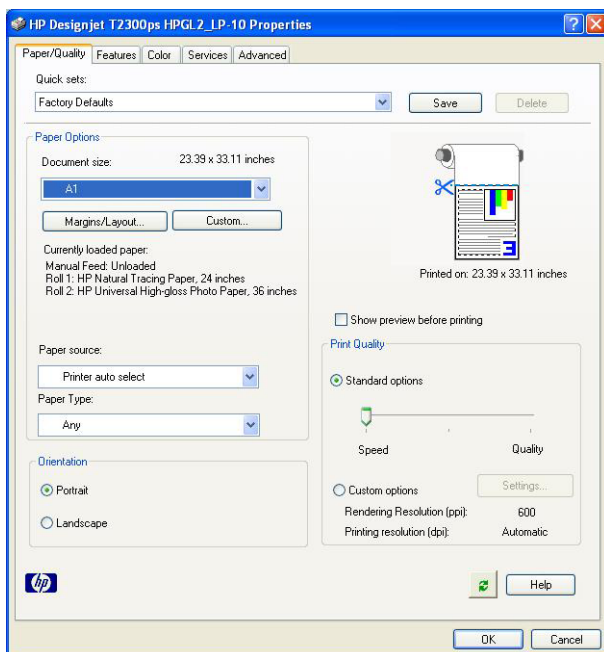 HP Designjet T2300ps HPGL2_LP-10 Properties
Paper/Quality Features Color Services Advanced
Quick sets:
Factory Defaults
Save
Delete
Paper Options
Document size:
23.39 x 33.11 inches
A1
Margins/Layout...
Custom...
Currently loaded paper:
Manual Feed: Unloaded
Roll 1: HP Natural Tracing Paper, 24 inches
Roll 2: HP Universal High-gloss Photo Paper, 36 inches
Paper source:
Printer auto select
Paper Type:
Any
Orientation
Portrait
Landscape
Printed on: 23.39 x 33.11 inches
Show preview before printing
Print Quality
Standard options
Speed
Quality
Custom options
Settings...
Rendering Resolution (ppi): 600
Printing resolution (dpi): Automatic
hp
Help
OK
Cancel